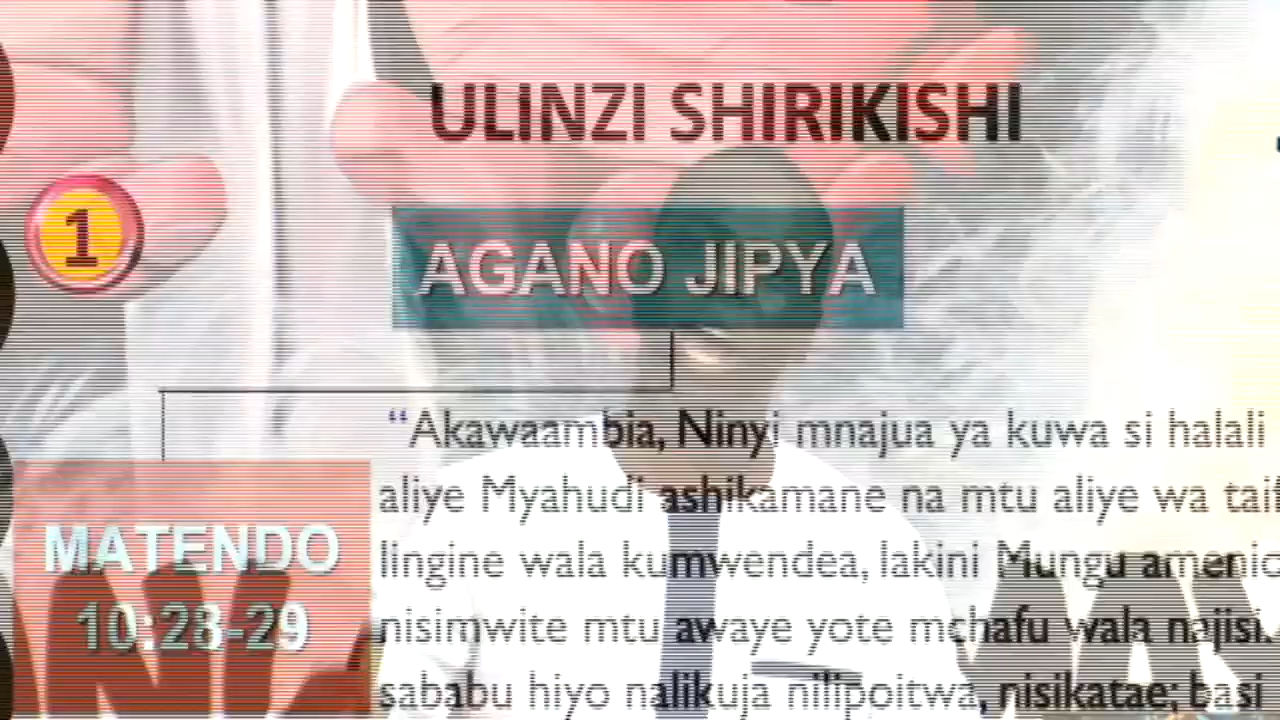 ULINZI SHIRIKISHI
1
AGANO JIPYA
“Akawaambia, Ninyi mnajua ya kuwa si halali
aliye Myahudi ashikamane na mtu aliye wa
lingine wala kumwendea, lakini Mungu
MATENDO
10:28-29
nisimwite mtu awaye yote mchafu wala najisi.
sababu hiyo nalikuja nilipoitwa, nisikatae; basi